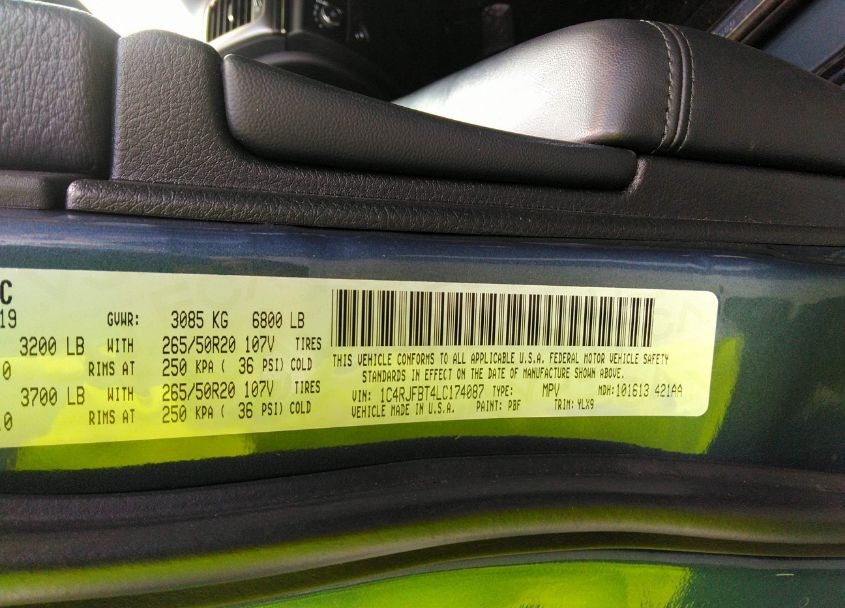 C
19 GVWR: 3085 KG 6800 LB
3200 LB WITH 265/50R20 107V TIRES
0 RIMS AT 250 KPA ( 36 PSI) COLD
3700 LB WITH 265/50R20 107V TIRES
0 RIMS AT 250 KPA ( 36 PSI) COLD
THIS VEHICLE CONFORMS TO ALL APPLICABLE U.S.A. FEDERAL MOTOR VEHICLE SAFETY
STANDARDS IN EFFECT ON THE DATE OF MANUFACTURE SHOWN ABOVE.
VIN: 1C4RJFBT4LC174087 TYPE: MPV MDH: 101613 421AA
VEHICLE MADE IN U.S.A. PAINT: PBF TRIM: YLX9